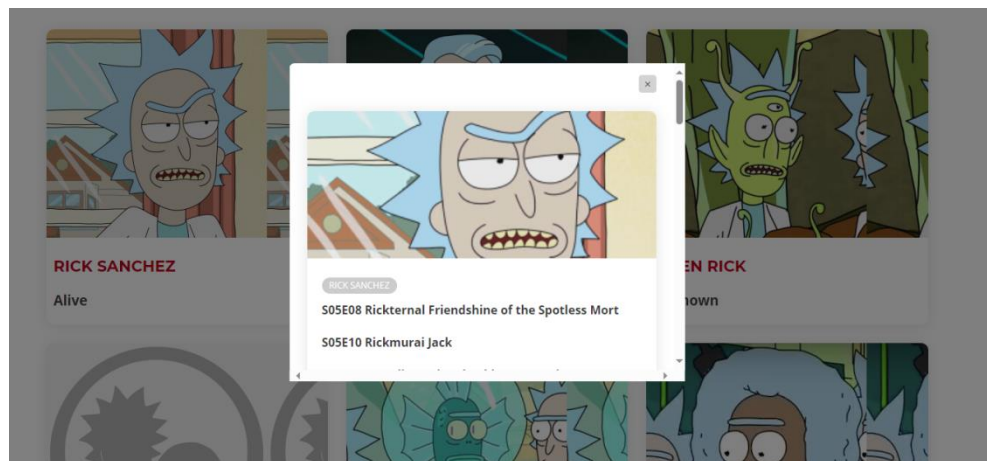 ×
RICK SANCHEZ
S05E08 Rickternal Friendshine of the Spotless Mort
S05E10 Rickmurai Jack
RICK SANCHEZ
Alive
EN RICK
nown